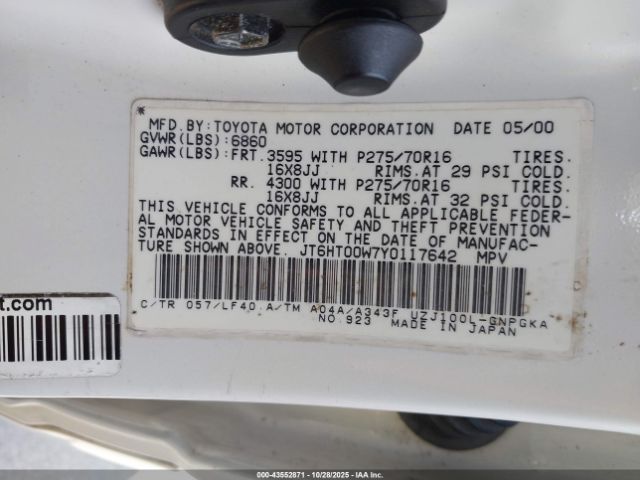 MFD.BY:TOYOTA MOTOR CORPORATION DATE 05/00
GVWR(LBS):6860
GAWR(LBS):FRT.3595 WITH P275/70R16 TIRES.
16X8JJ RIMS.AT 29 PSI COLD.
RR. 4300 WITH P275/70R16 TIRES.
16X8JJ RIMS.AT 32 PSI COLD.
THIS VEHICLE CONFORMS TO ALL APPLICABLE FEDER-
AL MOTOR VEHICLE SAFETY AND THEFT PREVENTION
STANDARDS IN EFFECT ON THE DATE OF MANUFAC-
TURE SHOWN ABOVE. JT6HT00W7Y0117642 MPV
C/TR 057/LF40 A/TM A04A/A343F UZJ100L-GNPGKA
NO.923 MADE IN JAPAN
t.com
000-43552871 10/28/2025 IAAI.COM